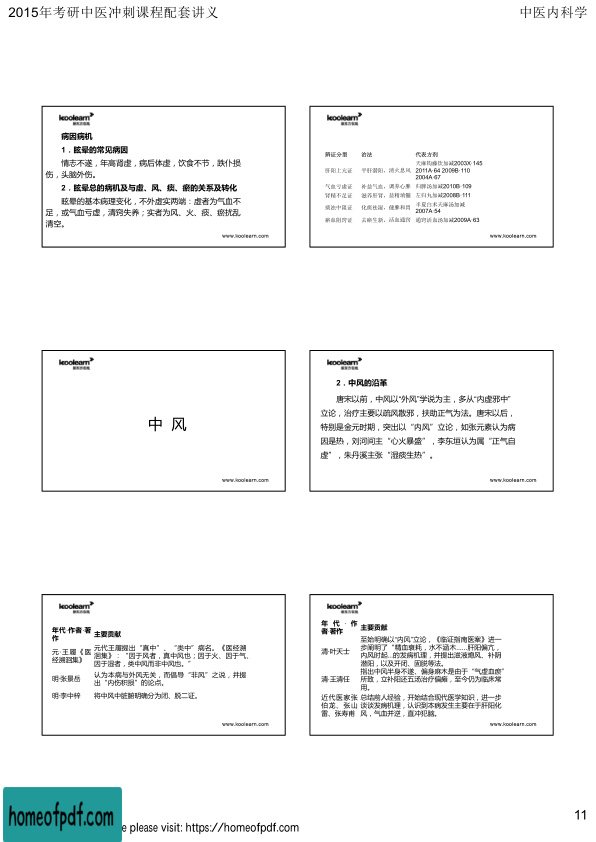 2015年考研中医冲刺课程配套讲义
中医内科学
koolearn
新东方在线
病因病机
1．眩晕的常见病因
情志不遂，年高肾虚，病后体虚，饮食不节，跌仆损
伤，头脑外伤。
2．眩晕总的病机及与虚、风、痰、瘀的关系及转化
眩晕的基本病理变化，不外虚实两端：虚者为气血不
足，或气血亏虚，清窍失养；实者为风、火、痰、瘀扰乱
清空。
www.koolearn.com
koolearn
新东方在线
辨证分型 治法 代表方剂
肝阳上亢证 平肝潜阳，清火息风 天麻钩藤饮加减2003X·145
2011A·64 2009B·110
2004A·67
气血亏虚证 补益气血，调养心脾 归脾汤加减2010B·109
肾精不足证 滋养肝肾，益精填髓 左归丸加减2008B·111
痰浊中阻证 化痰祛湿，健脾和胃 半夏白术天麻汤加减
2007A·54
瘀血阻窍证 去瘀生新，活血通窍 通窍活血汤加减2009A·63
www.koolearn.com
koolearn
新东方在线
中 风
www.koolearn.com
koolearn
新东方在线
2．中风的沿革
唐宋以前，中风以“外风”学说为主，多从“内虚邪中”
立论，治疗主要以疏风散邪，扶助正气为法。唐宋以后，
特别是金元时期，突出以“内风”立论，如张元素认为病
因是热，刘河间主“心火暴盛”，李东垣认为属“正气自
虚”，朱丹溪主张“湿痰生热”。
www.koolearn.com
koolearn
新东方在线
年代·作者·著
作
主要贡献
元·王履《医
经溯洄集》
元代王履提出“真中”、“类中”病名。《医经溯
洄集》：“因于风者，真中风也；因于火、因于气、
因于湿者，类中风而非中风也。”
明·张景岳
认为本病与外风无关，而倡导“非风”之说，并提
出“内伤积损”的论点。
明·李中梓 将中风中脏腑明确分为闭、脱二证。
www.koolearn.com
koolearn
新东方在线
年代·作
者·著作
主要贡献
清·叶天士
至始明确以“内风”立论，《临证指南医案》进一
步阐明了“精血衰耗，水不涵木……肝阳偏亢，
内风时起...的发病机理，并提出滋液熄风、补阴
潜阳，以及开闭、固脱等法。
清·王清任
指出中风半身不遂、偏身麻木是由于“气虚血瘀”
所致，立补阳还五汤治疗偏瘫，至今仍为临床常
用。
近代医家张
伯龙、张山
雷、张寿甫
总结前人经验，开始结合现代医学知识，进一步
谈谈发病机理，认识到本病发生主要在于肝阳化
风，气血并逆，直冲犯脑。
www.koolearn.com
11
homeofpdf.com
e please visit: https://homeofpdf.com